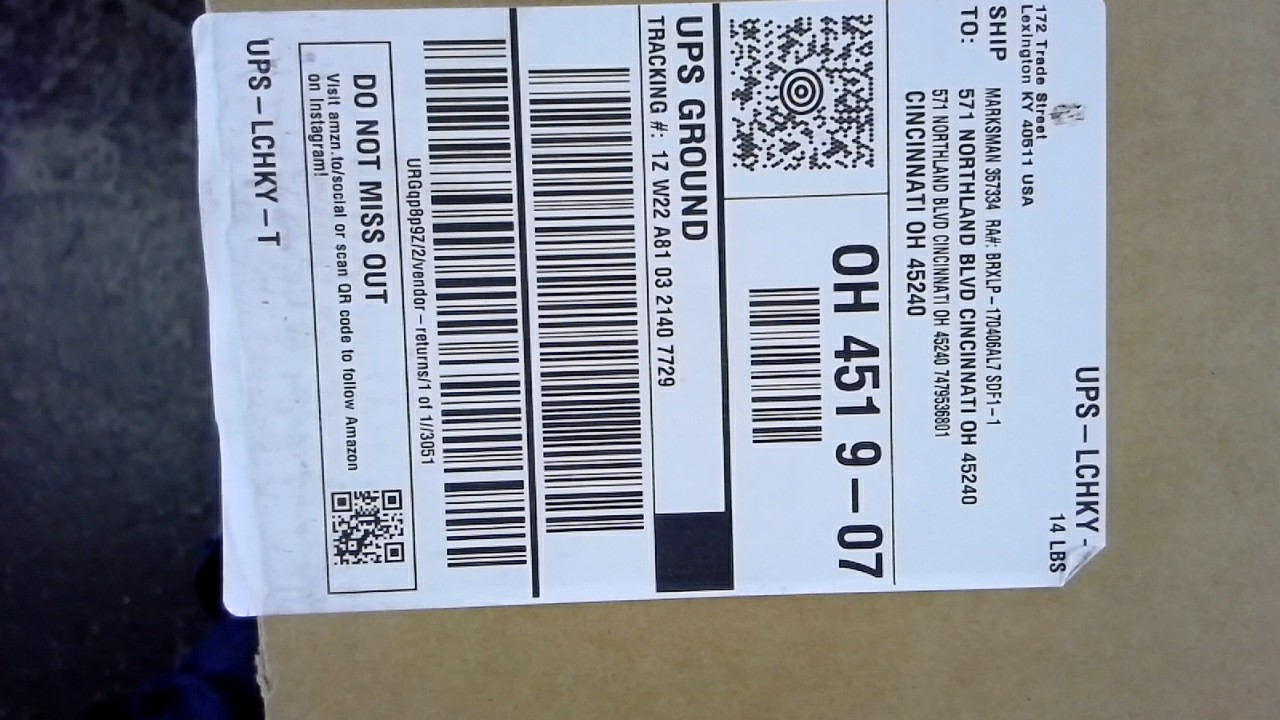 UPS-LCHKY-
14 LBS
172 Trade Street
Lexington KY 40511 USA
SHIP
TO:
MARKSMAN 357334 RA#: BRXLP-170406AL7 SDF1-1
571 NORTHLAND BLVD CINCINNATI OH 45240
571 NORTHLAND BLVD CINCINNATI OH 45240 7479536801
CINCINNATI OH 45240
OH 451 9-07
UPS GROUND
TRACKING #: 1Z W22 A81 03 2140 7729
URGqp8p9Z/2/vendor-returns/1 of 1//3051
DO NOT MISS OUT
Visit amzn.to/social or scan QR code to follow Amazon
on Instagram!
UPS-LCHKY-T